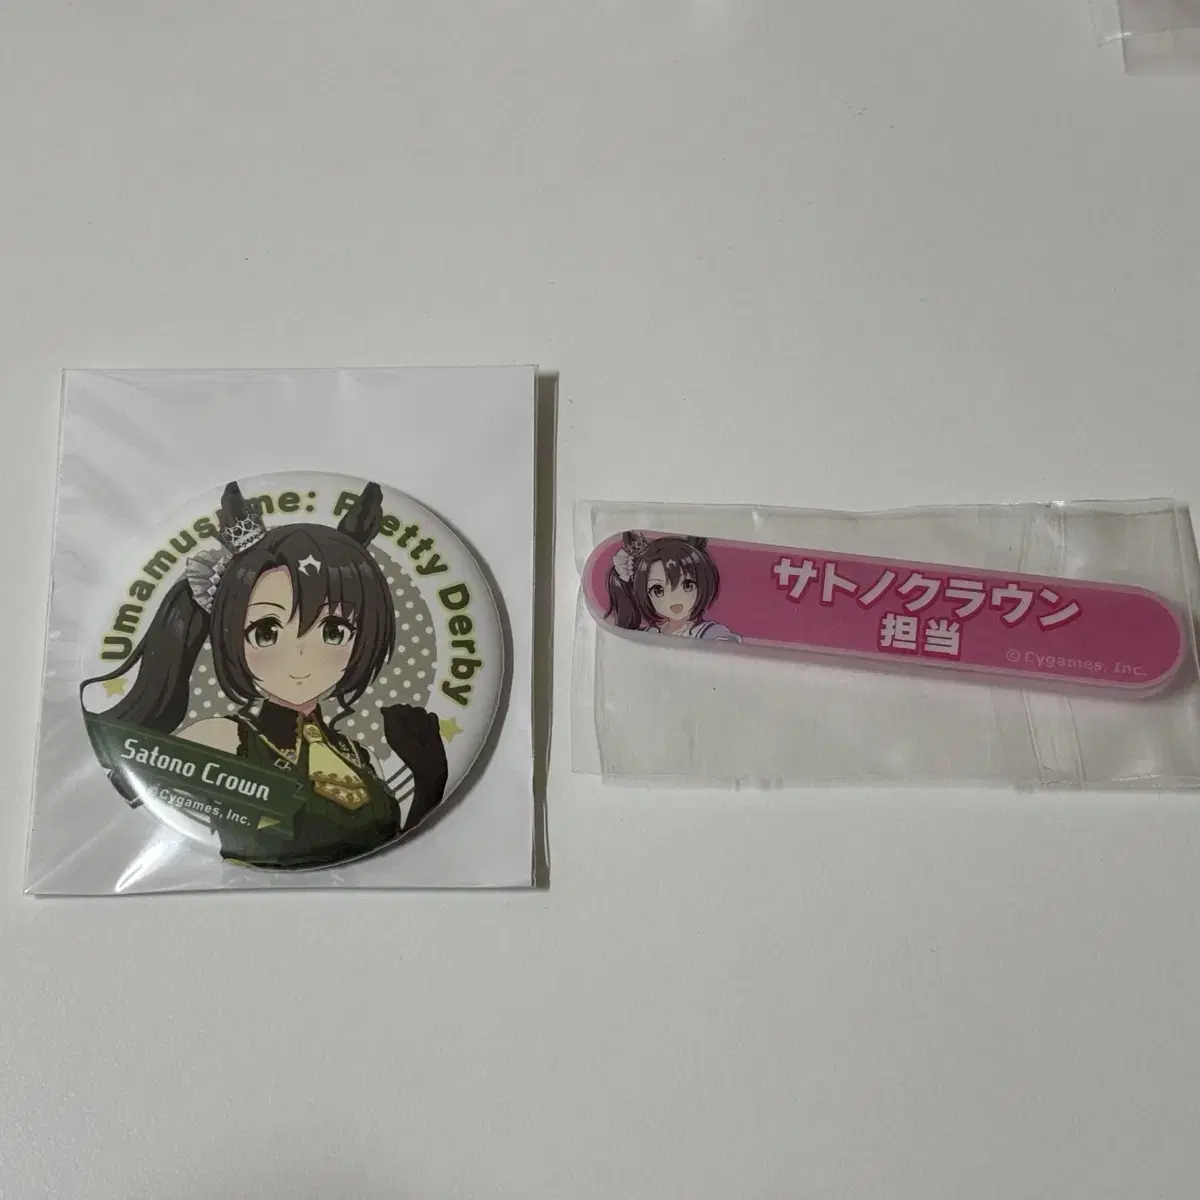 Umamusume: Pretty Derby
Satono Crown
©Cygames, Inc.
サトノクラウン
担当
©Cygames, Inc.